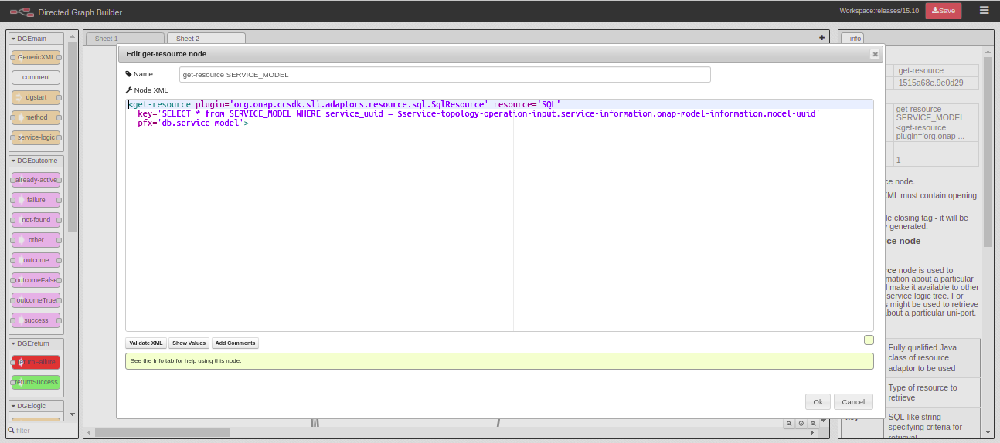 Directed Graph Builder
Workspace:releases/15.10
Save
DGEmain
GenericXML
comment
dgstart
method
service-logic
DGEoutcome
already-active
failure
not-found
other
outcome
outcomeFalse
outcomeTrue
success
DGEreturn
returnFailure
returnSuccess
DGElogic
filter
Sheet 1
Sheet 2
+
Edit get-resource node
Name
get-resource SERVICE_MODEL
Node XML
<get-resource plugin='org.onap.ccsdk.sli.adaptors.resource.sql.SqlResource' resource='SQL'
key='SELECT * from SERVICE_MODEL WHERE service_uuid = $service-topology-operation-input.service-information.onap-model-information.model-uuid'
pfx='db.service-model'>
Validate XML
Show Values
Add Comments
See the Info tab for help using this node.
Ok
Cancel
info
get-resource
1515a68e.9e0d29
get-resource
SERVICE_MODEL
<get-resource
plugin='org.onap ...
1
node.
XML must contain opening
closing tag - it will be
generated.
node
node is used to
about a particular
make it available to other
service logic tree. For
might be used to retrieve
about a particular uni-port.
Fully qualified Java
class of resource
adaptor to be used
Type of resource to
retrieve
SQL-like string
specifying criteria for
retrieval